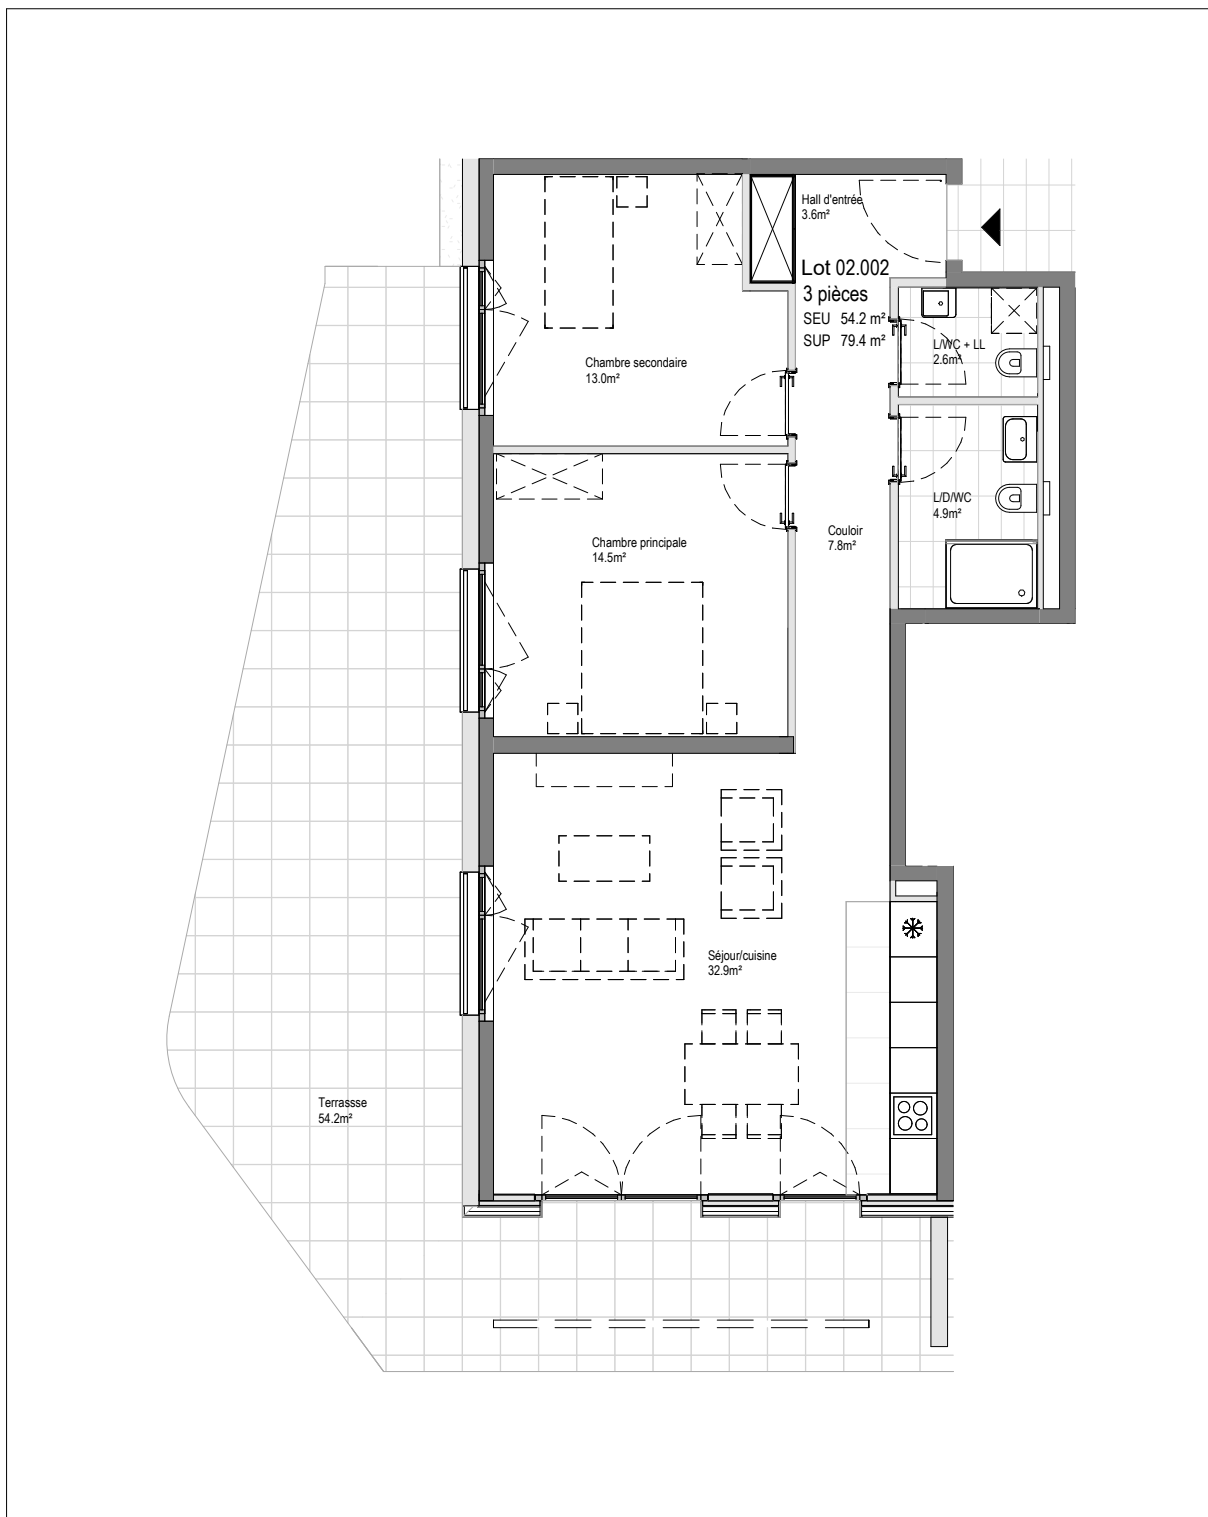 Hall d'entrée
3.6m²
Lot 02.002
3 pièces
SEU 54.2 m²
SUP 79.4 m²
L/WC + LL
2.6m²
Chambre secondaire
13.0m²
L/D/WC
4.9m²
Couloir
7.8m²
Chambre principale
14.5m²
Séjour/cuisine
32.9m²
Terrassse
54.2m²